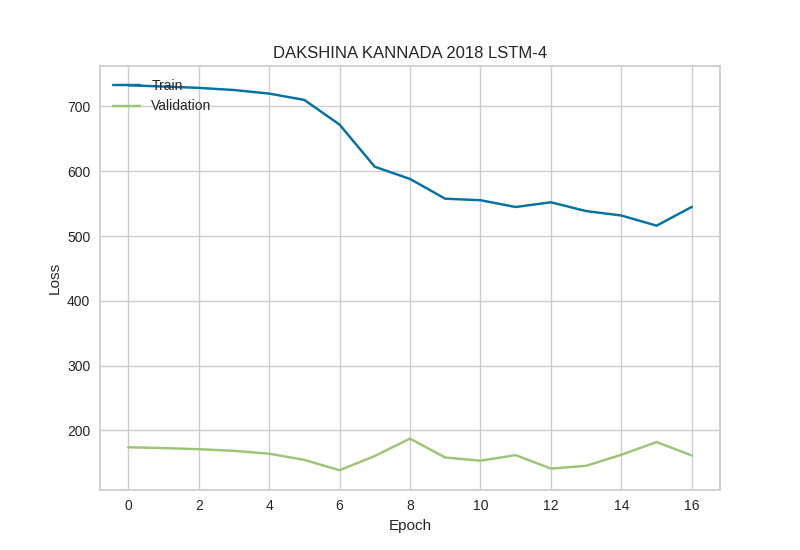 DAKSHINA KANNADA 2018 LSTM-4
Train
Validation
700
600
500
400
300
200
Loss
0 2 4 6 8 10 12 14 16
Epoch